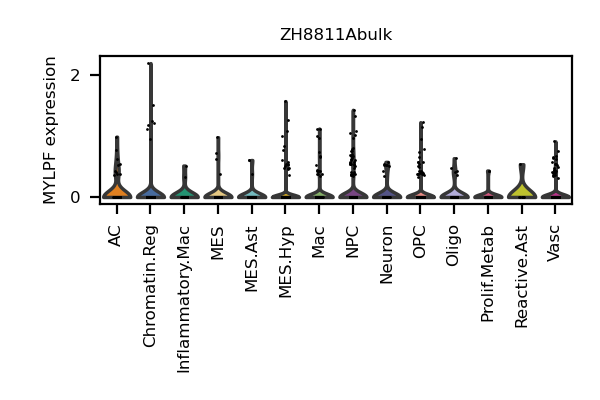 ZH8811Abulk
MYLPF expression
2
0
AC
Chromatin.Reg
Inflammatory.Mac
MES
MES.Ast
MES.Hyp
Mac
NPC
Neuron
OPC
Oligo
Prolif.Metab
Reactive.Ast
Vasc